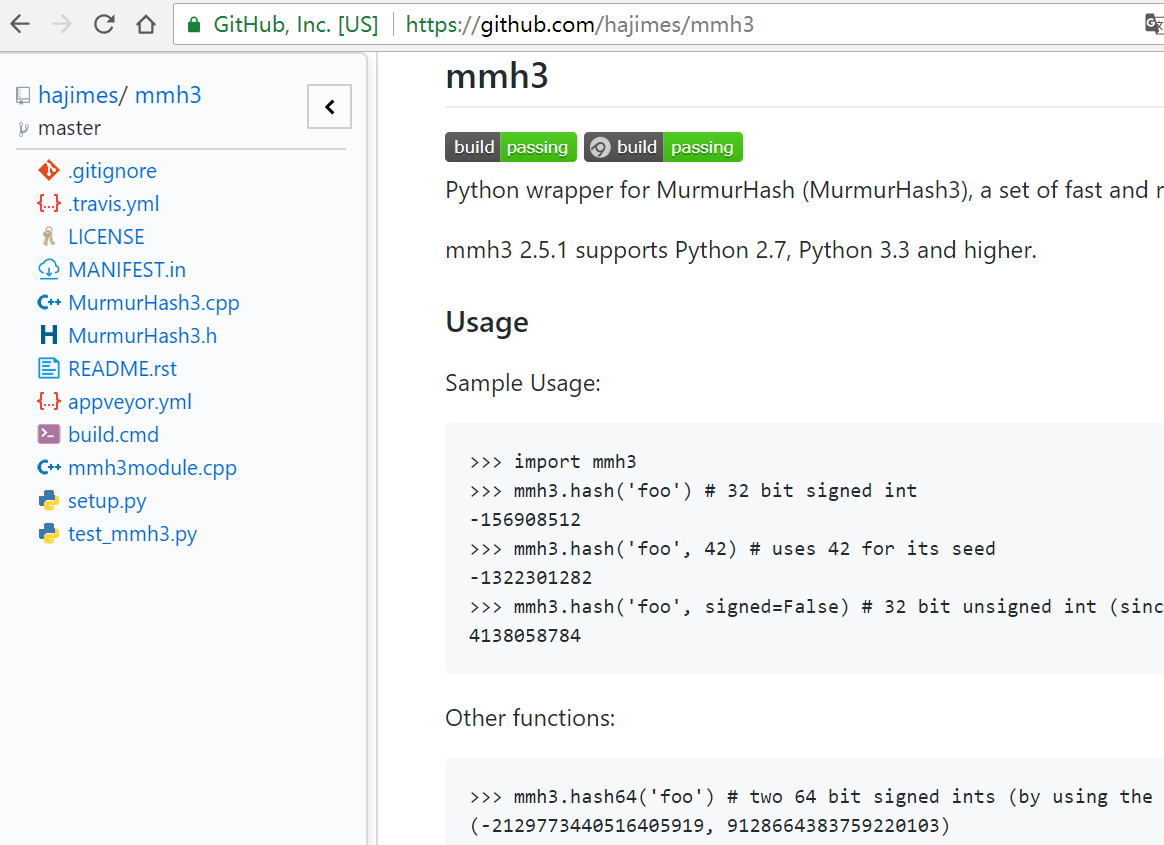 GitHub, Inc. [US] https://github.com/hajimes/mmh3
hajimes/ mmh3
master
.gitignore
.travis.yml
LICENSE
MANIFEST.in
MurmurHash3.cpp
MurmurHash3.h
README.rst
appveyor.yml
build.cmd
mmh3module.cpp
setup.py
test_mmh3.py
mmh3
build passing build passing
Python wrapper for MurmurHash (MurmurHash3), a set of fast and r
mmh3 2.5.1 supports Python 2.7, Python 3.3 and higher.
Usage
Sample Usage:
>>> import mmh3
>>> mmh3.hash('foo') # 32 bit signed int
-156908512
>>> mmh3.hash('foo', 42) # uses 42 for its seed
-1322301282
>>> mmh3.hash('foo', signed=False) # 32 bit unsigned int (sinc
4138058784
Other functions:
>>> mmh3.hash64('foo') # two 64 bit signed ints (by using the
(-2129773440516405919, 9128664383759220103)